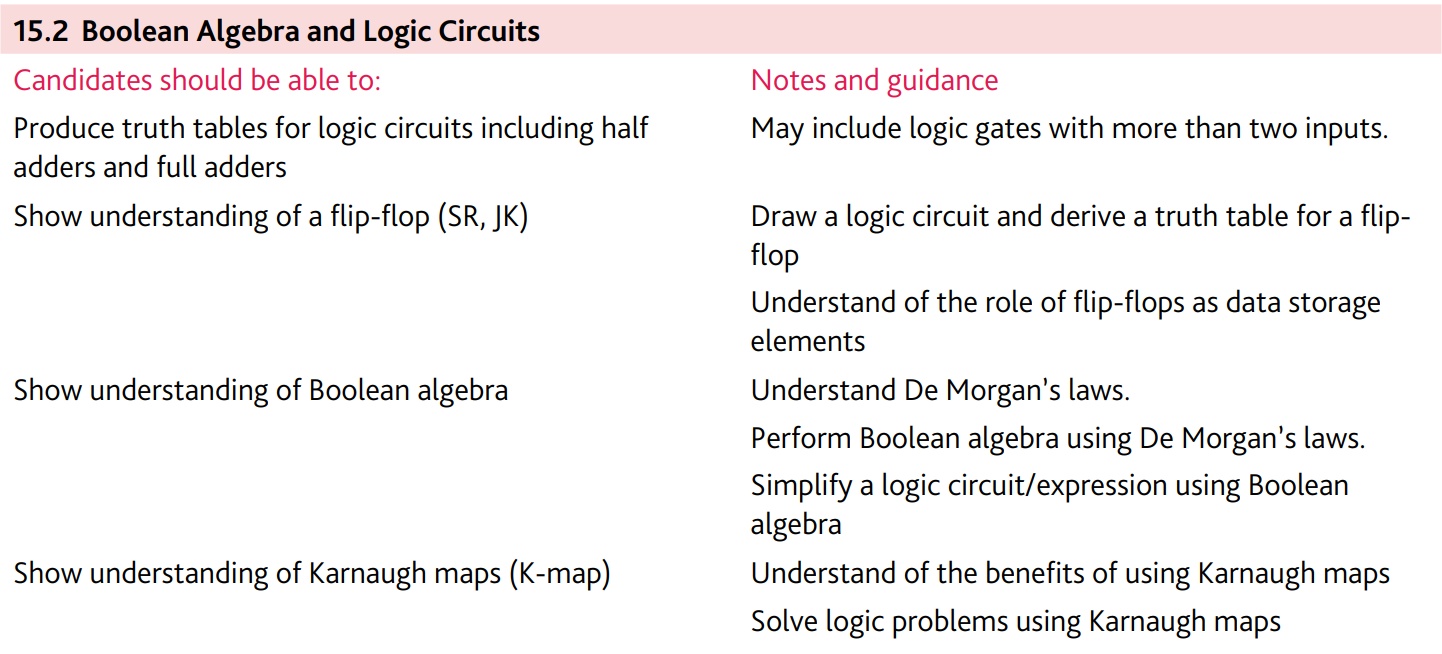 15.2 Boolean Algebra and Logic Circuits
Candidates should be able to:
Notes and guidance
Produce truth tables for logic circuits including half
adders and full adders
May include logic gates with more than two inputs.
Show understanding of a flip-flop (SR, JK)
Draw a logic circuit and derive a truth table for a flip-
flop
Understand of the role of flip-flops as data storage
elements
Show understanding of Boolean algebra
Understand De Morgan's laws.
Perform Boolean algebra using De Morgan's laws.
Simplify a logic circuit/expression using Boolean
algebra
Show understanding of Karnaugh maps (K-map)
Understand of the benefits of using Karnaugh maps
Solve logic problems using Karnaugh maps